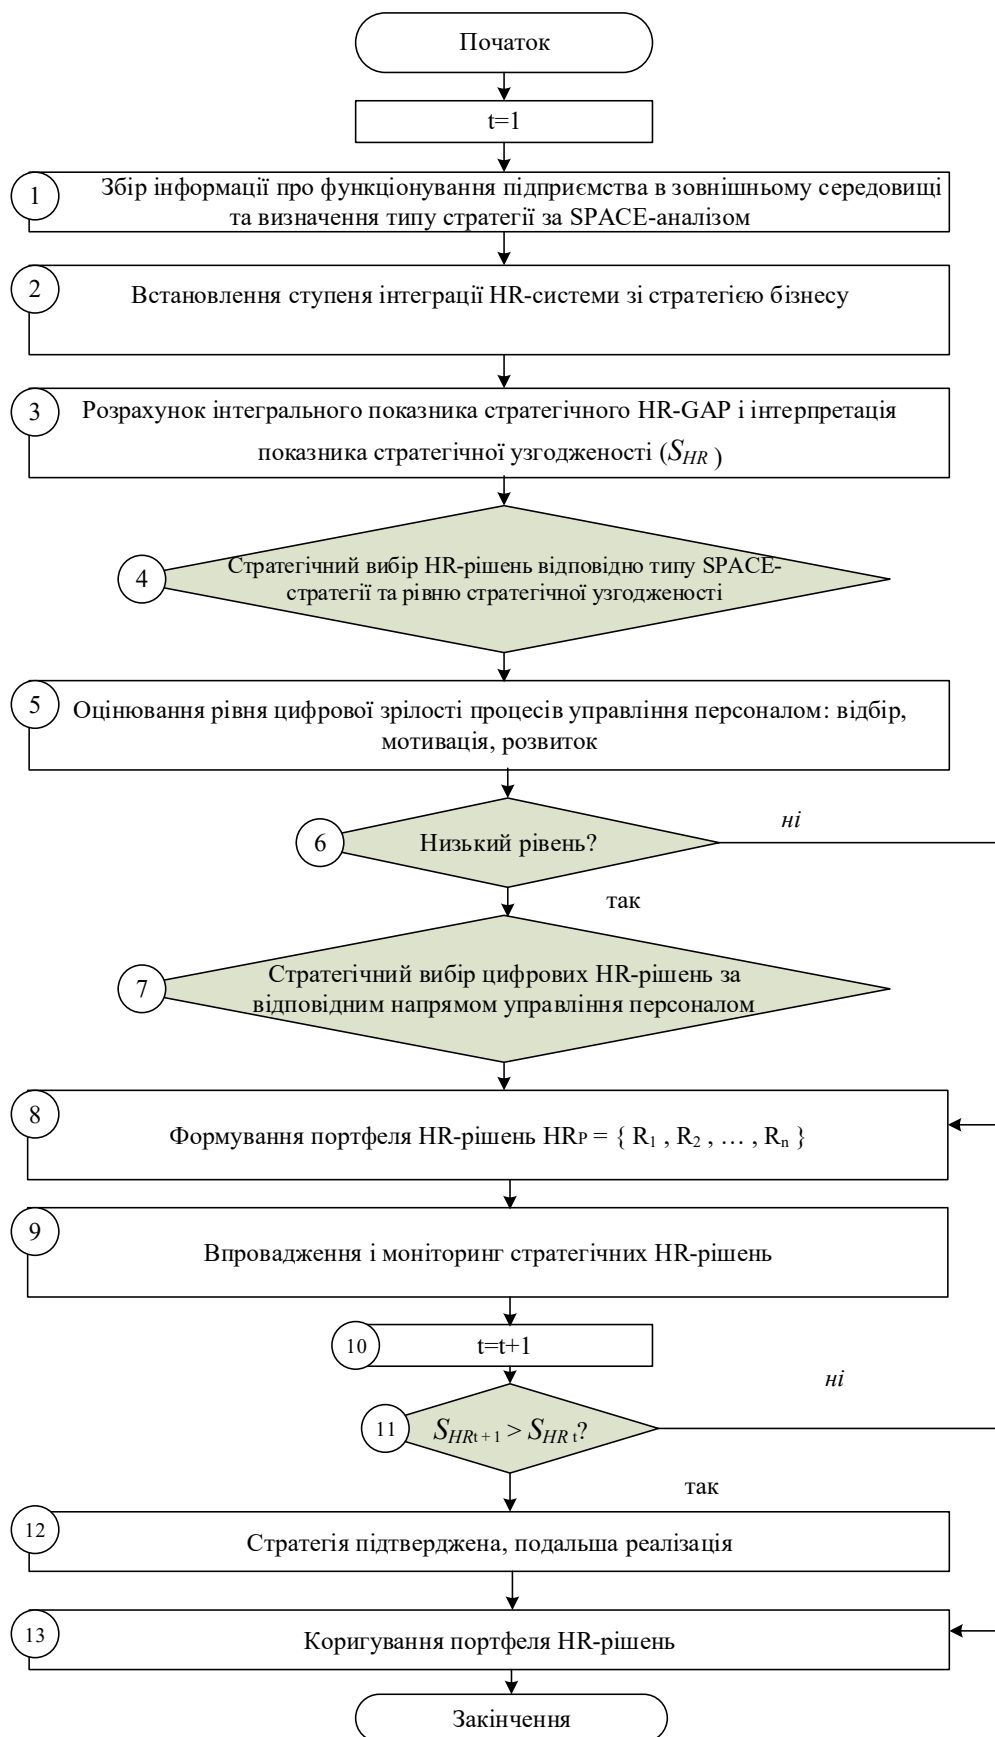 Початок
t=1
1
Збір інформації про функціонування підприємства в зовнішньому середовищі
та визначення типу стратегії за SPACE-аналізом
2
Встановлення ступеня інтеграції HR-системи зі стратегією бізнесу
3
Розрахунок інтегрального показника стратегічного HR-GAP і інтерпретація
показника стратегічної узгодженості (S_HR )
4
Стратегічний вибір HR-рішень відповідно типу SPACE-
стратегії та рівню стратегічної узгодженості
5
Оцінювання рівня цифрової зрілості процесів управління персоналом: відбір,
мотивація, розвиток
6
Низький рівень?
ні
так
7
Стратегічний вибір цифрових HR-рішень за
відповідним напрямом управління персоналом
8
Формування портфеля HR-рішень HRP = { R₁ , R₂ , … , Rₙ }
9
Впровадження і моніторинг стратегічних HR-рішень
10
t=t+1
ні
11
S_HRt+1 > S_HR t?
так
12
Стратегія підтверджена, подальша реалізація
13
Коригування портфеля HR-рішень
Закінчення